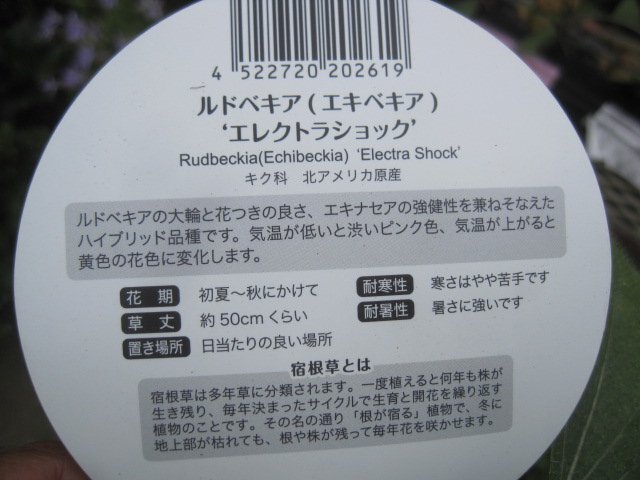 4 522720 202619
ルドベキア(エキベキア)
‘エレクトラショック’
Rudbeckia(Echibeckia) ‘Electra Shock’
キク科 北アメリカ原産
ルドベキアの大輪と花つきの良さ、エキナセアの強健性を兼ねそなえた
ハイブリッド品種です。気温が低いと渋いピンク色、気温が上がると
黄色の花色に変化します。
花 期 初夏～秋にかけて
草 丈 約50cmくらい
置き場所 日当たりの良い場所
耐寒性 寒さはやや苦手です
耐暑性 暑さに強いです
宿根草とは
宿根草は多年草に分類されます。一度植えると何年も株が
生き残り、毎年決まったサイクルで生育と開花を繰り返す
植物のことです。その名の通り「根が宿る」植物で、冬に
地上部が枯れても、根や株が残って毎年花を咲かせます。